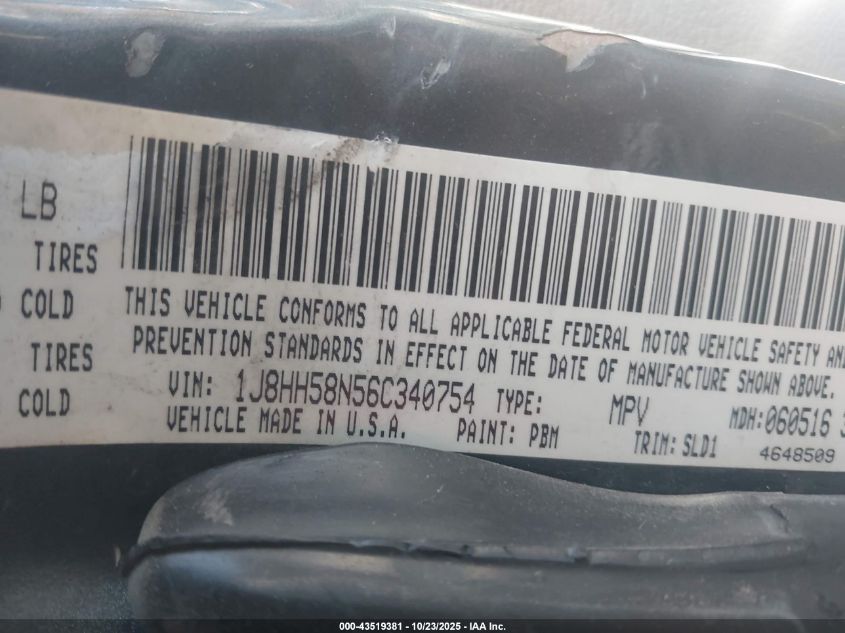 LB
TIRES
COLD
TIRES
COLD
THIS VEHICLE CONFORMS TO ALL APPLICABLE FEDERAL MOTOR VEHICLE SAFETY AND
PREVENTION STANDARDS IN EFFECT ON THE DATE OF MANUFACTURE SHOWN ABOVE.
VIN: 1J8HH58N56C340754 TYPE: MPV MDH:060516
VEHICLE MADE IN U.S.A. PAINT: PBM TRIM: SLD1
4648509
000-43519381 - 10/23/2025 - IAA Inc.